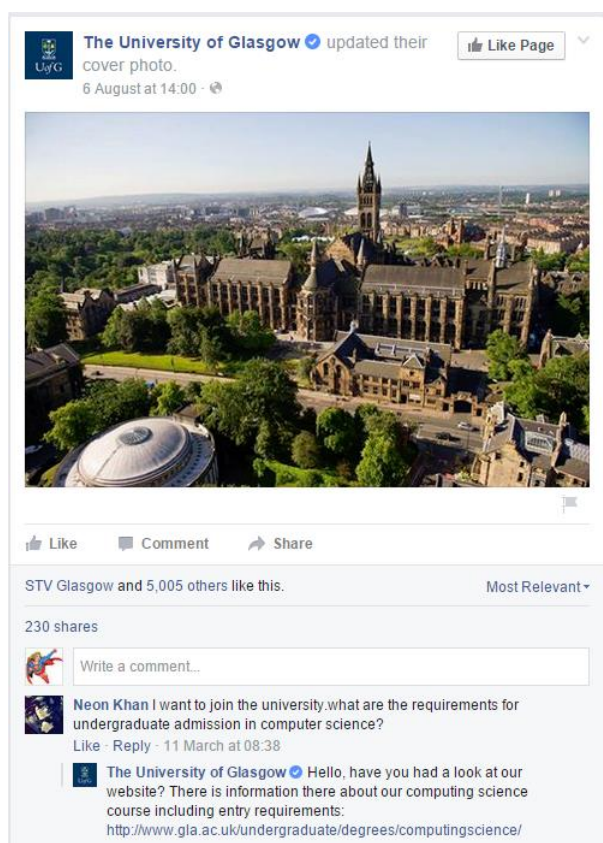 The University of Glasgow updated their
cover photo.
6 August at 14:00 ·
UofG
Like Page
Like Comment Share
STV Glasgow and 5,005 others like this.
Most Relevant
230 shares
Write a comment...
Neon Khan I want to join the university.what are the requirements for
undergraduate admission in computer science?
Like · Reply · 11 March at 08:38
The University of Glasgow Hello, have you had a look at our
website? There is information there about our computing science
course including entry requirements:
http://www.gla.ac.uk/undergraduate/degrees/computingscience/